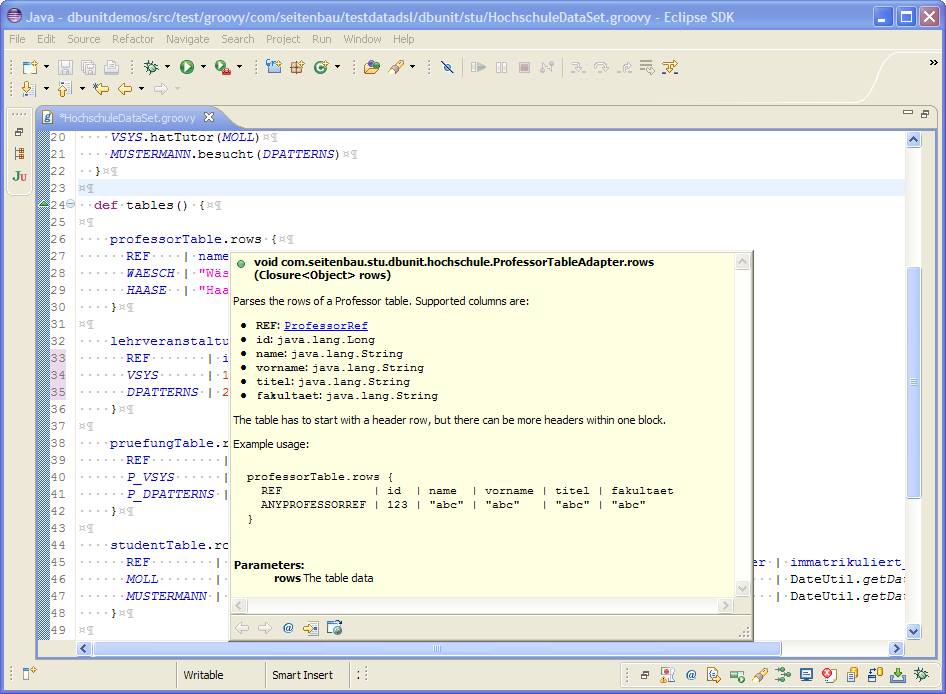 Java - dbunitdemos/src/test/groovy/com/seitenbau/testdatadsl/dbunit/stu/HochschuleDataSet.groovy - Eclipse SDK
File Edit Source Refactor Navigate Search Project Run Window Help
*HochschuleDataSet.groovy
20 ····VSYS.hatTutor(MOLL)¤¶
21 ····MUSTERMANN.besucht(DPATTERNS)¤¶
22 ··}¤¶
23 ¤¶
24 ··def·tables()·{¤¶
25 ¤¶
26 ····professorTable.rows·{¤¶
27 ······REF····|·name
28 ······WAESCH·|·"Wäs
29 ······HAASE··|·"Haa
30 ····}¤¶
31 ¤¶
32 ····lehrveranstaltu
33 ······REF·······|·i
34 ······VSYS······|·1
35 ······DPATTERNS·|·2
36 ····}¤¶
37 ¤¶
38 ····pruefungTable.r
39 ······REF·········|
40 ······P_VSYS······|
41 ······P_DPATTERNS·|
42 ····}¤¶
43 ¤¶
44 ····studentTable.ro
45 ······REF········|· er·|·immatrikuliert_
46 ······MOLL·······|· ·|·DateUtil.getDa
47 ······MUSTERMANN·|· ·|·DateUtil.getDa
48 ····}¤¶
49 ¤¶
void com.seitenbau.stu.dbunit.hochschule.ProfessorTableAdapter.rows
(Closure<Object> rows)
Parses the rows of a Professor table. Supported columns are:
• REF: ProfessorRef
• id: java.lang.Long
• name: java.lang.String
• vorname: java.lang.String
• titel: java.lang.String
• fakultaet: java.lang.String
The table has to start with a header row, but there can be more headers within one block.
Example usage:
professorTable.rows {
REF | id | name | vorname | titel | fakultaet
ANYPROFESSORREF | 123 | "abc" | "abc" | "abc" | "abc"
}
Parameters:
rows The table data
Writable Smart Insert :